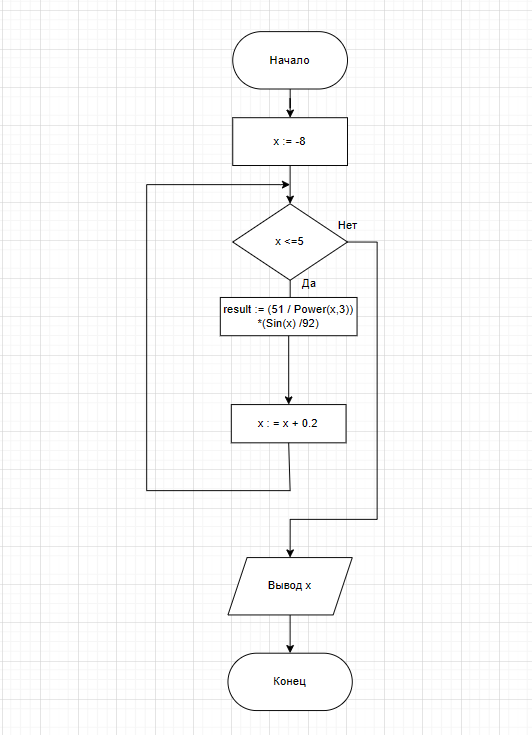 Начало
x := -8
x <=5
Нет
Да
result := (51 / Power(x,3))
*(Sin(x) /92)
x : = x + 0.2
Вывод x
Конец